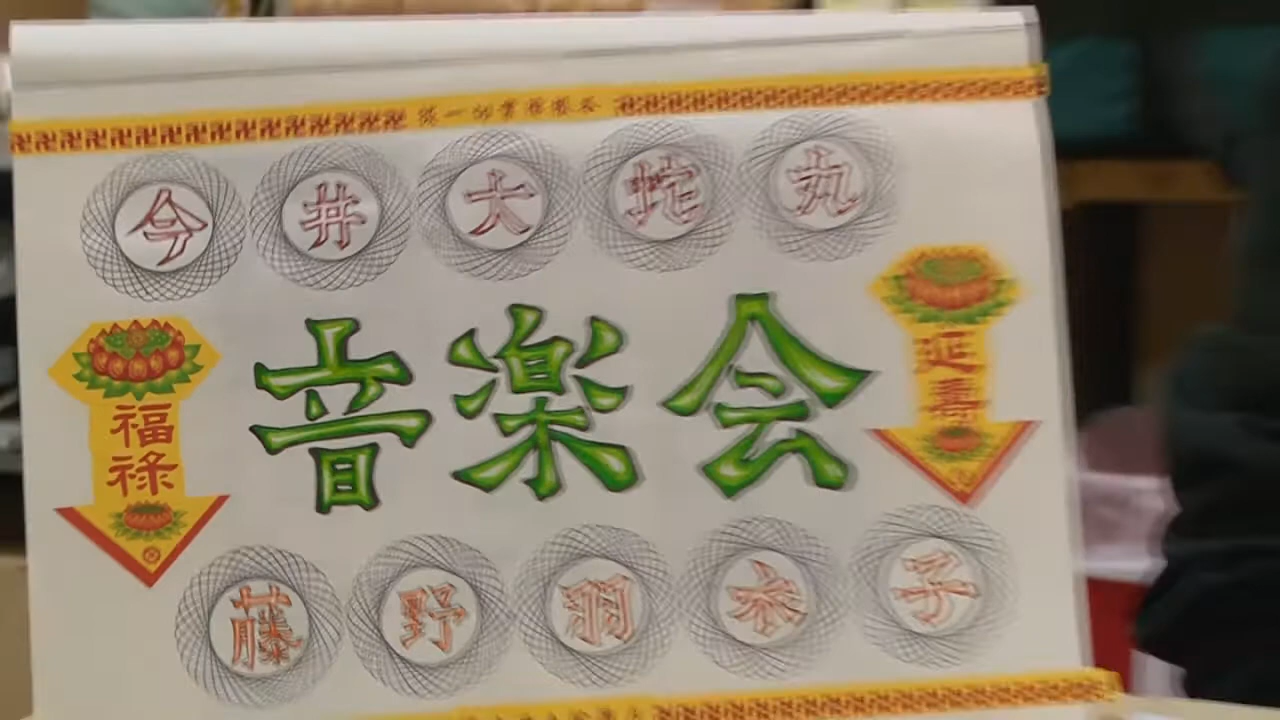 今井大蛇丸
福祿
音楽会
延壽
藤野羽衣子